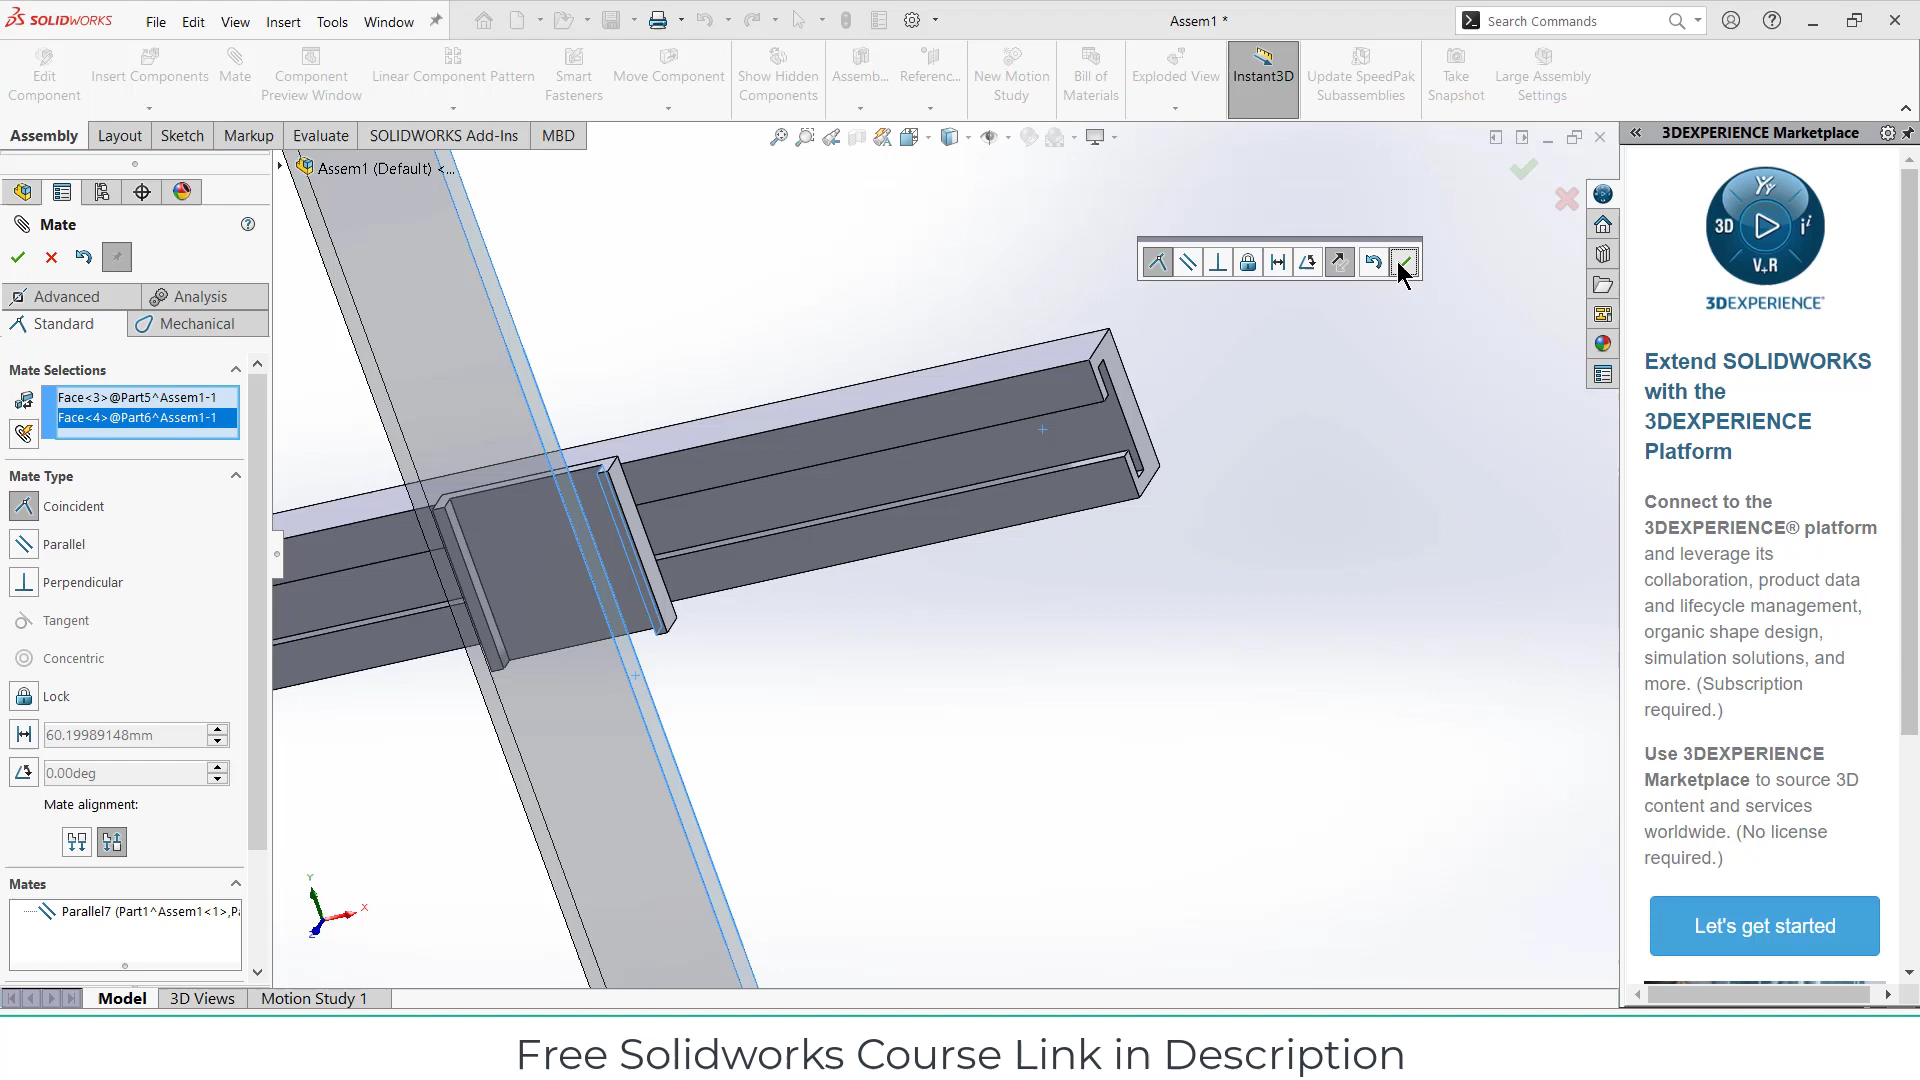 SOLIDWORKS
File Edit View Insert Tools Window
Assem1 *
Search Commands
Edit Component
Insert Components
Mate
Component Preview Window
Linear Component Pattern
Smart Fasteners
Move Component
Show Hidden Components
Assemb...
Referenc...
New Motion Study
Bill of Materials
Exploded View
Instant3D
Update SpeedPak Subassemblies
Take Snapshot
Large Assembly Settings
Assembly Layout Sketch Markup Evaluate SOLIDWORKS Add-Ins MBD
3DEXPERIENCE Marketplace
Assem1 (Default) <...
Mate
Advanced Analysis
Standard Mechanical
Mate Selections
Face<3>@Part5^Assem1-1
Face<4>@Part6^Assem1-1
Mate Type
Coincident
Parallel
Perpendicular
Tangent
Concentric
Lock
60.19989148mm
0.00deg
Mate alignment:
Mates
Parallel7 (Part1^Assem1<1>,P
Y
X
Z
Model 3D Views Motion Study 1
3D
i
V+R
3DEXPERIENCE
Extend SOLIDWORKS
with the
3DEXPERIENCE
Platform
Connect to the
3DEXPERIENCE® platform
and leverage its
collaboration, product data
and lifecycle management,
organic shape design,
simulation solutions, and
more. (Subscription
required.)
Use 3DEXPERIENCE
Marketplace to source 3D
content and services
worldwide. (No license
required.)
Let's get started
Free Solidworks Course Link in Description